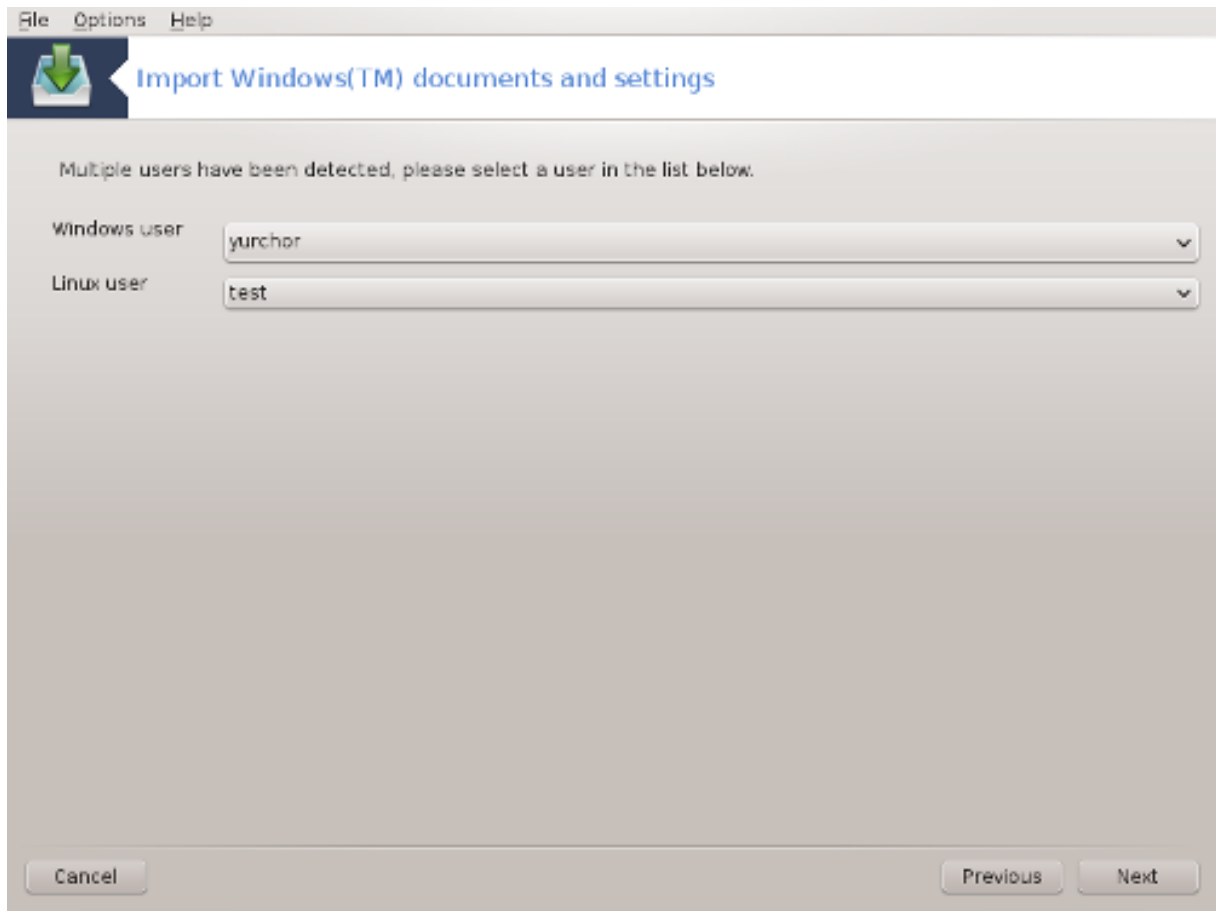 File Options Help
Import Windows(TM) documents and settings
Multiple users have been detected, please select a user in the list below.
Windows user yurchor
Linux user test
Cancel Previous Next